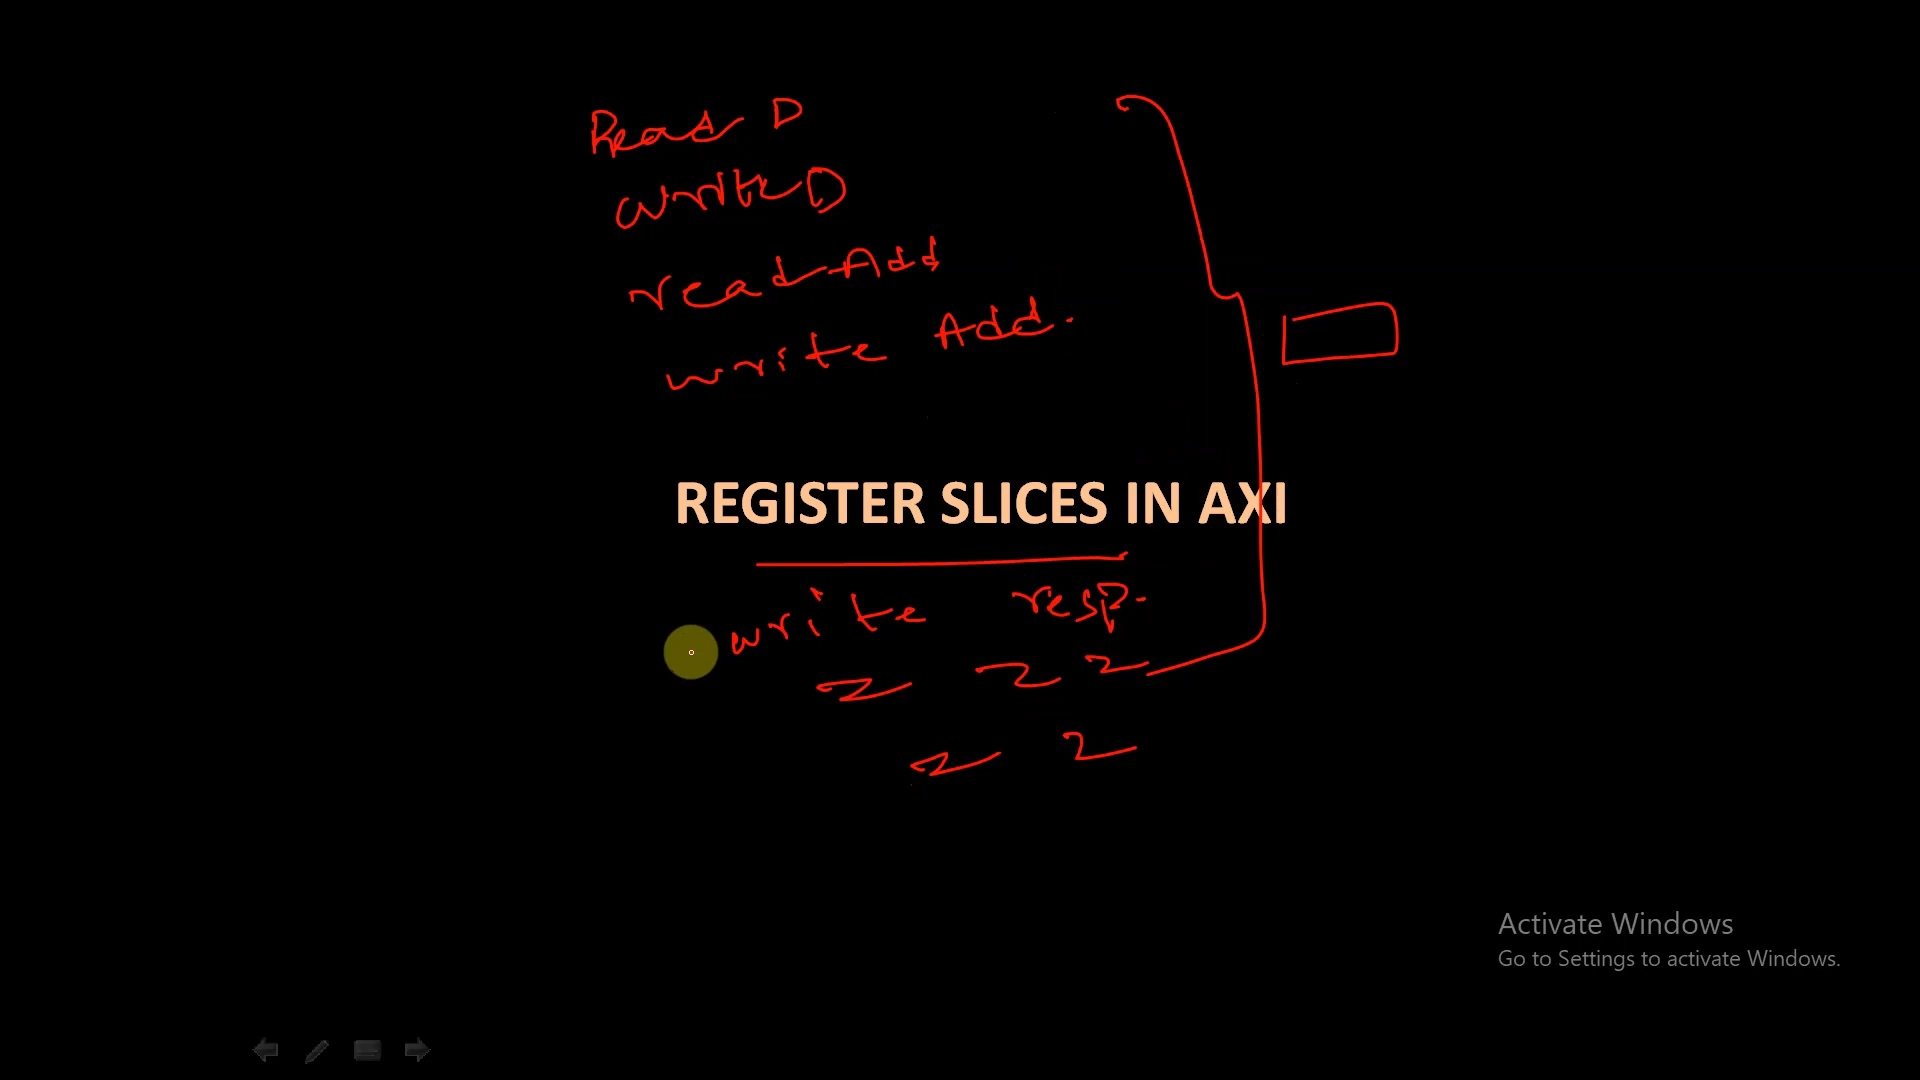 Read D
write D
read Add
write Add.
REGISTER SLICES IN AXI
write resp.
Activate Windows
Go to Settings to activate Windows.